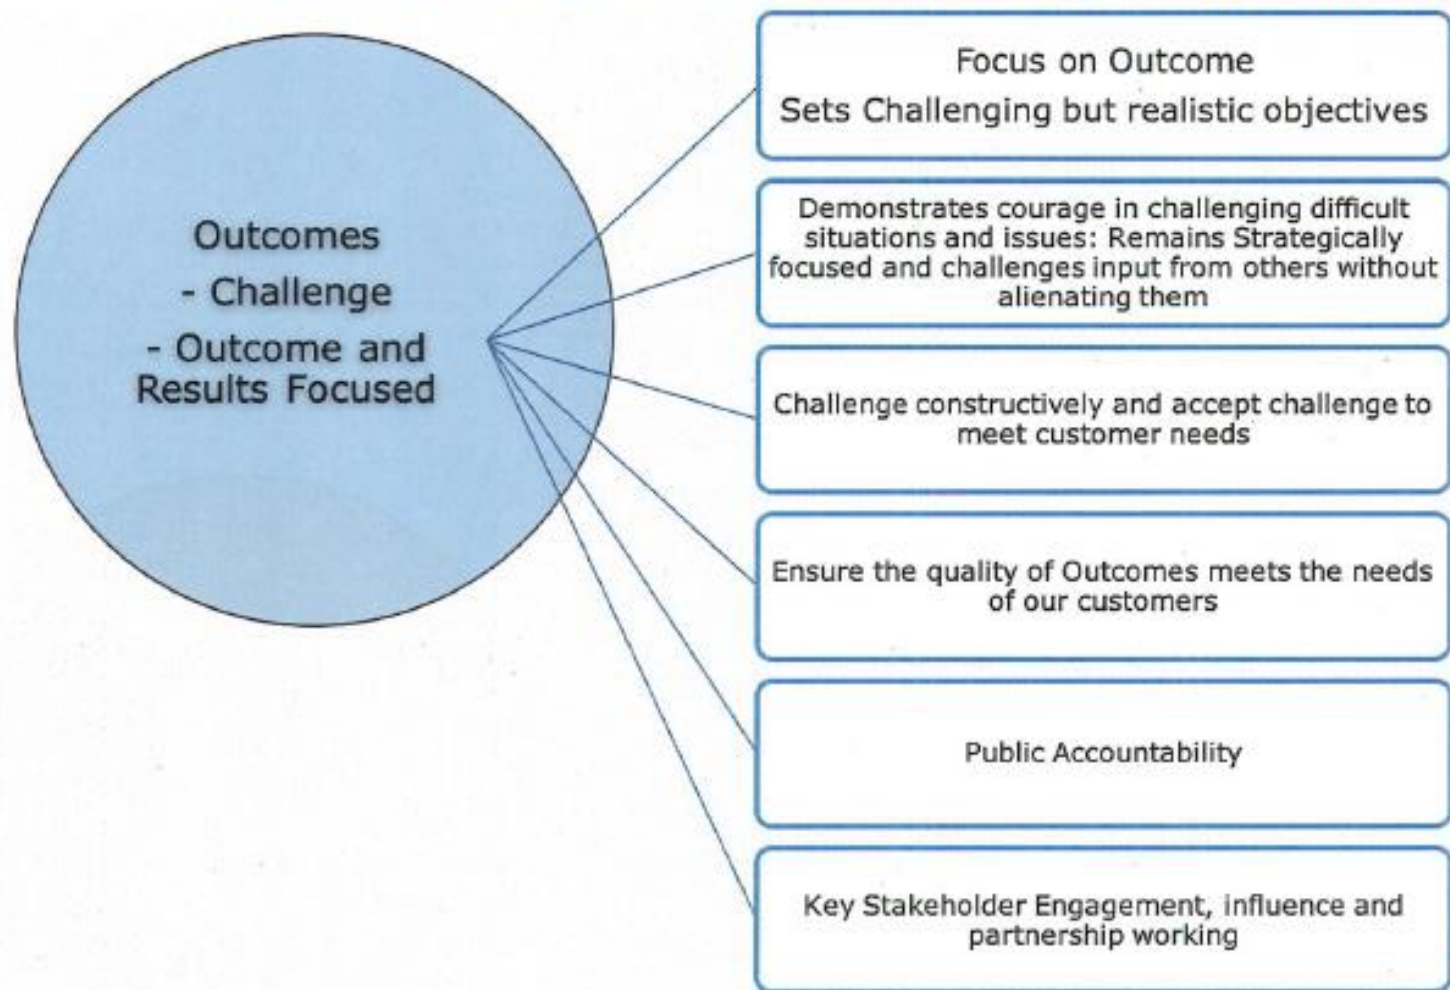 Outcomes
- Challenge
- Outcome and
Results Focused
Focus on Outcome
Sets Challenging but realistic objectives
Demonstrates courage in challenging difficult
situations and issues: Remains Strategically
focused and challenges input from others without
alienating them
Challenge constructively and accept challenge to
meet customer needs
Ensure the quality of Outcomes meets the needs
of our customers
Public Accountability
Key Stakeholder Engagement, influence and
partnership working